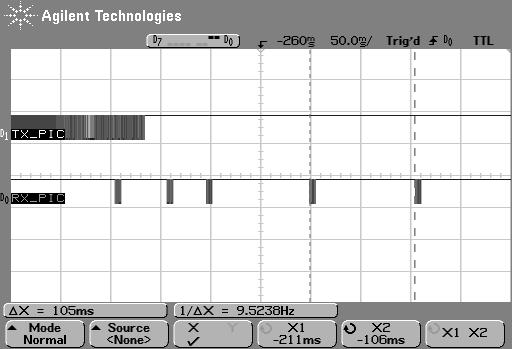 Agilent Technologies
D7 D0 -260ms 50.0ms/ Trig'd D0 TTL
D1 TX_PIC
D0 RX_PIC
ΔX = 105ms 1/ΔX = 9.5238Hz
Mode Source X Y X1 X2 X1 X2
Normal <None> ✓ -211ms -106ms